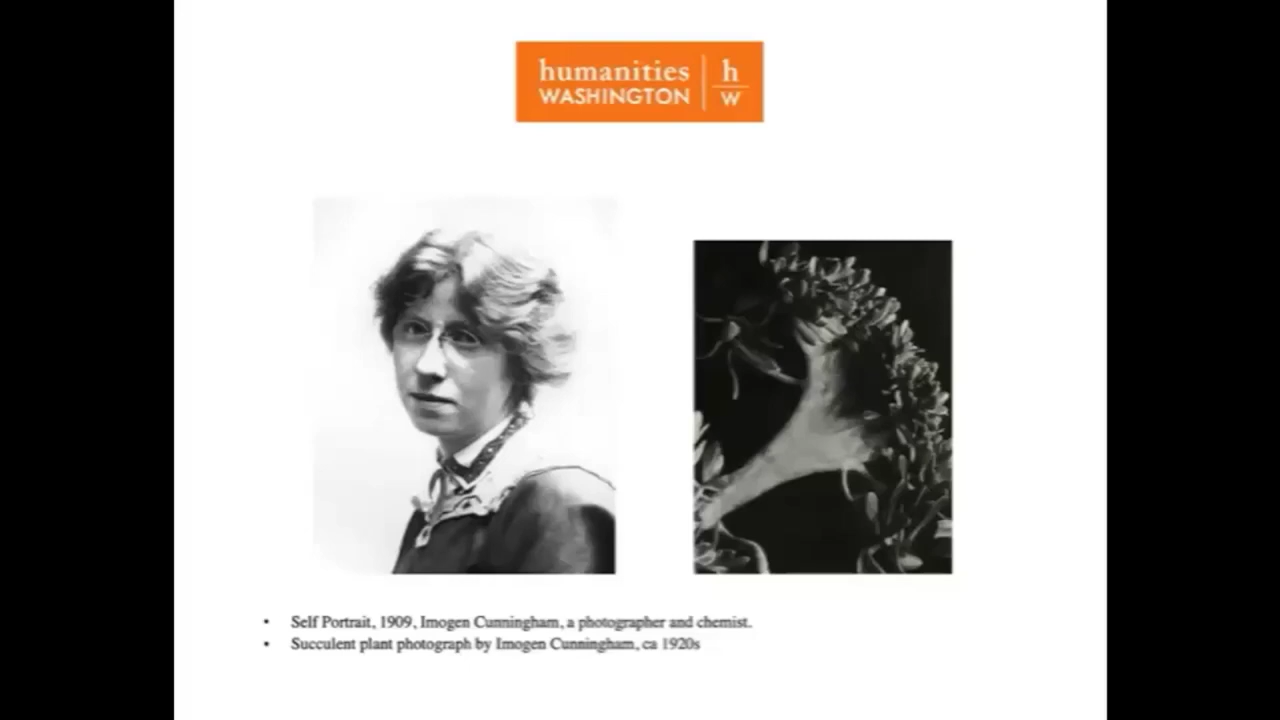 humanities
WASHINGTON
h
w
• Self Portrait, 1909, Imogen Cunningham, a photographer and chemist.
• Succulent plant photograph by Imogen Cunningham, ca 1920s